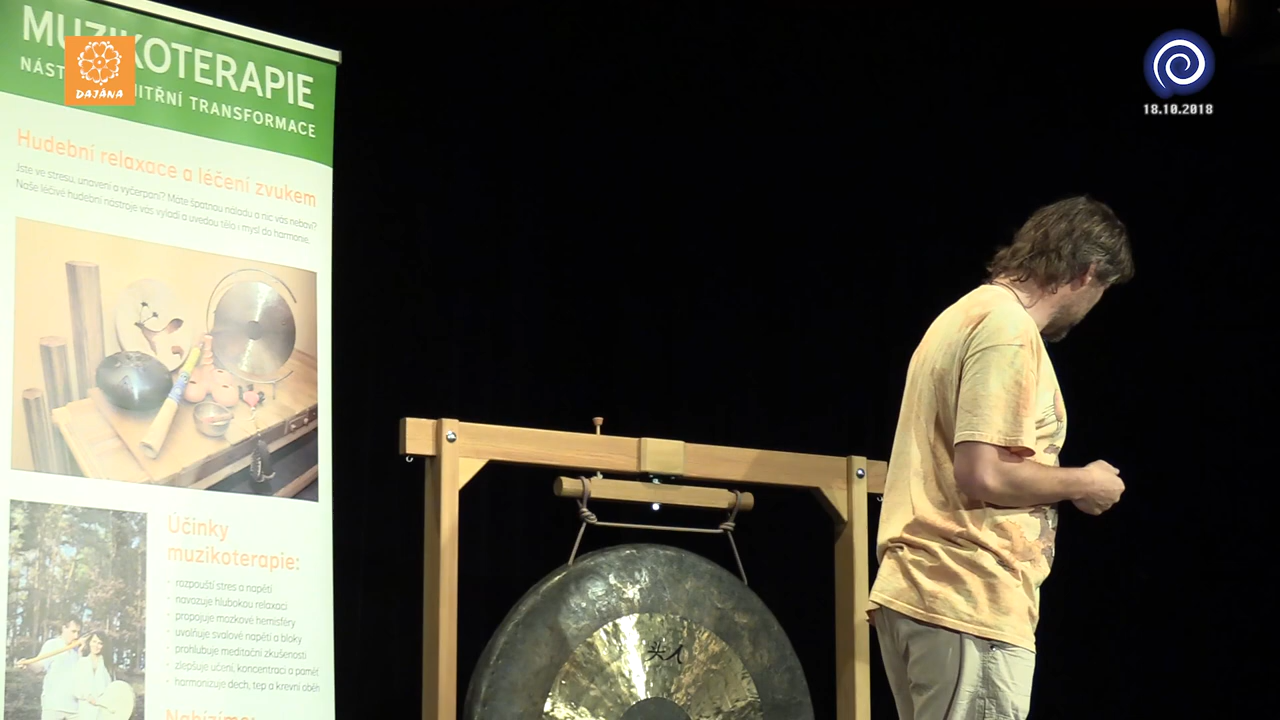 MUZIKOTERAPIE
NÁST ITŘNÍ TRANSFORMACE
DAJÁNA
Hudební relaxace a léčení zvukem
Jste ve stresu, unavení a vyčerpaní? Máte špatnou náladu a nic vás nebaví?
Naše léčivé hudební nástroje vás vyladí a uvedou tělo i mysl do harmonie.
Účinky
muzikoterapie:
- rozpouští stres a napětí
- navozuje hlubokou relaxaci
- propojuje mozkové hemisféry
- uvolňuje svalové napětí a bloky
- prohlubuje meditační zkušenosti
- zlepšuje učení, koncentraci a paměť
- harmonizuje dech, tep a krevní oběh
Nabízíme:
18.10.2018